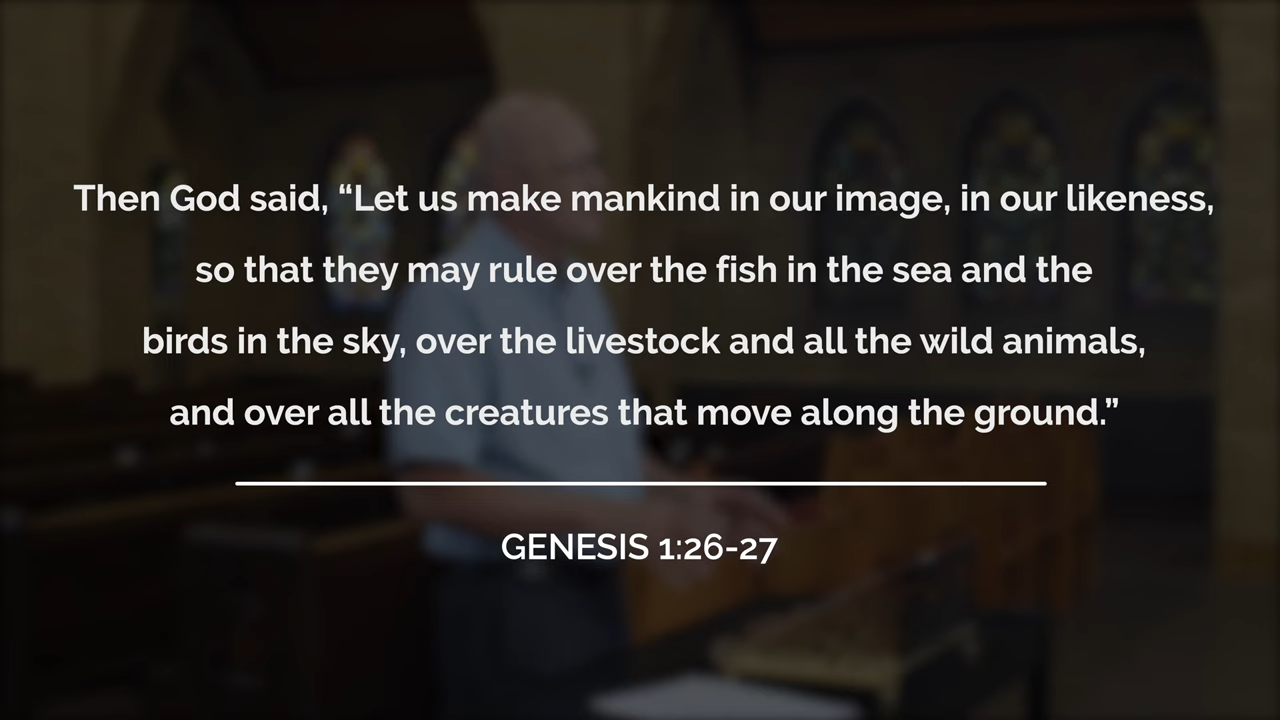 Then God said, “Let us make mankind in our image, in our likeness,
so that they may rule over the fish in the sea and the
birds in the sky, over the livestock and all the wild animals,
and over all the creatures that move along the ground.”
GENESIS 1:26-27